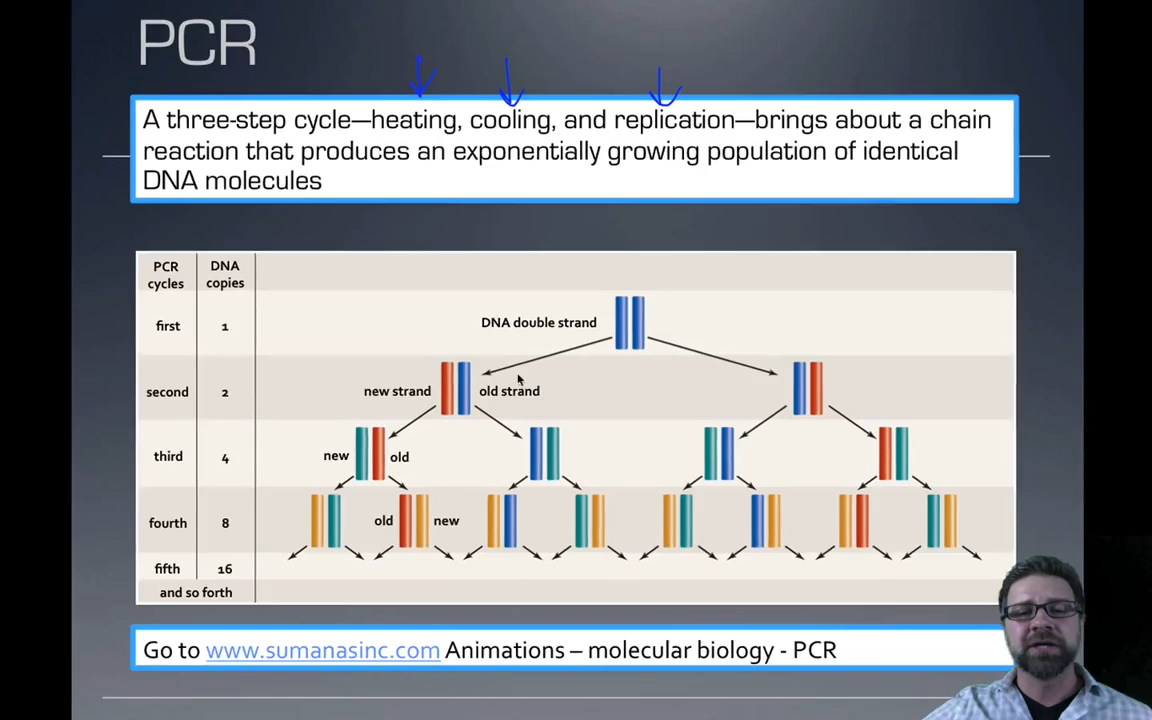 PCR
A three-step cycle—heating, cooling, and replication—brings about a chain
reaction that produces an exponentially growing population of identical
DNA molecules
PCR cycles
DNA copies
first 1
DNA double strand
second 2
new strand
old strand
third 4
new
old
fourth 8
old
new
fifth 16
and so forth
Go to www.sumanasinc.com Animations – molecular biology - PCR